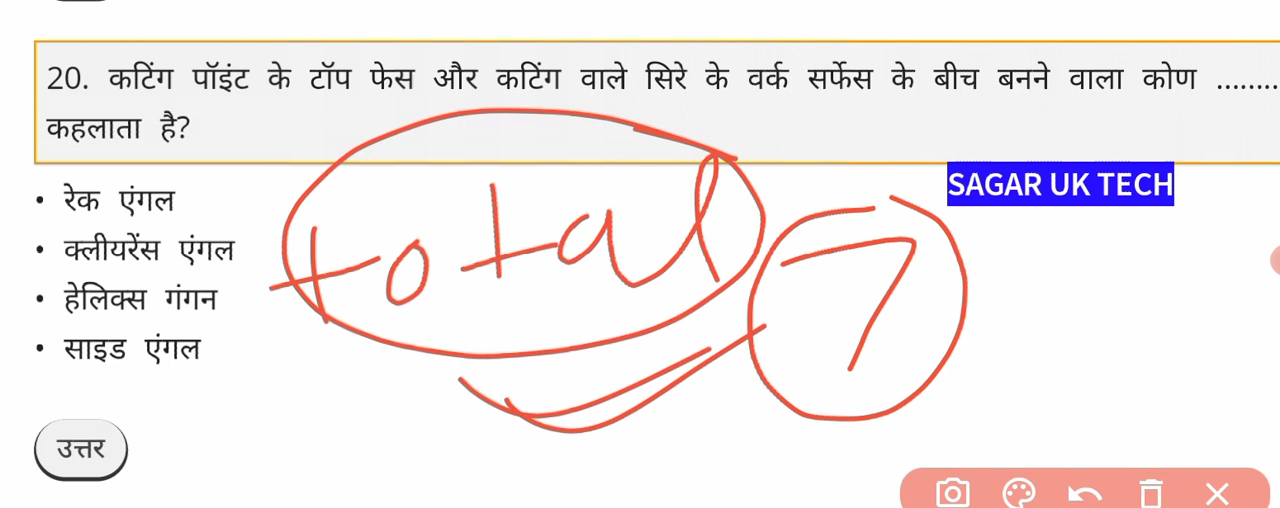 20. कटिंग पॉइंट के टॉप फेस और कटिंग वाले सिरे के वर्क सर्फेस के बीच बनने वाला कोण ........
कहलाता है?
SAGAR UK TECH
• रेक एंगल
• क्लीयरेंस एंगल
• हेलिक्स गंगन
• साइड एंगल
total 7
उत्तर